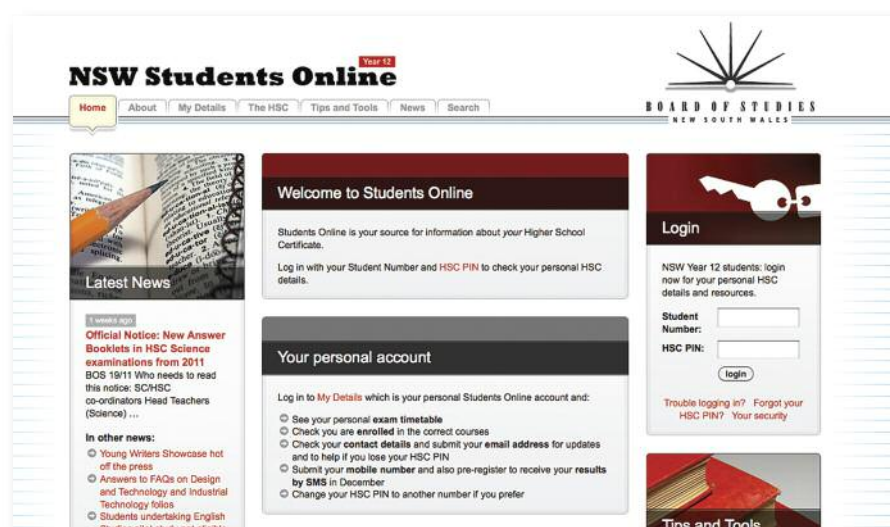 Year 12
NSW Students Online
Home About My Details The HSC Tips and Tools News Search
BOARD OF STUDIES
NEW SOUTH WALES
Latest News
1 weeks ago
Official Notice: New Answer
Booklets in HSC Science
examinations from 2011
BOS 19/11 Who needs to read
this notice: SC/HSC
co-ordinators Head Teachers
(Science) ...
In other news:
Young Writers Showcase hot
off the press
Answers to FAQs on Design
and Technology and Industrial
Technology folios
Students undertaking English
Welcome to Students Online
Students Online is your source for information about your Higher School
Certificate.
Log in with your Student Number and HSC PIN to check your personal HSC
details.
Your personal account
Log in to My Details which is your personal Students Online account and:
See your personal exam timetable
Check you are enrolled in the correct courses
Check your contact details and submit your email address for updates
and to help if you lose your HSC PIN
Submit your mobile number and also pre-register to receive your results
by SMS in December
Change your HSC PIN to another number if you prefer
Login
NSW Year 12 students: login
now for your personal HSC
details and resources.
Student
Number:
HSC PIN:
login
Trouble logging in? Forgot your
HSC PIN? Your security
Tips and Tools